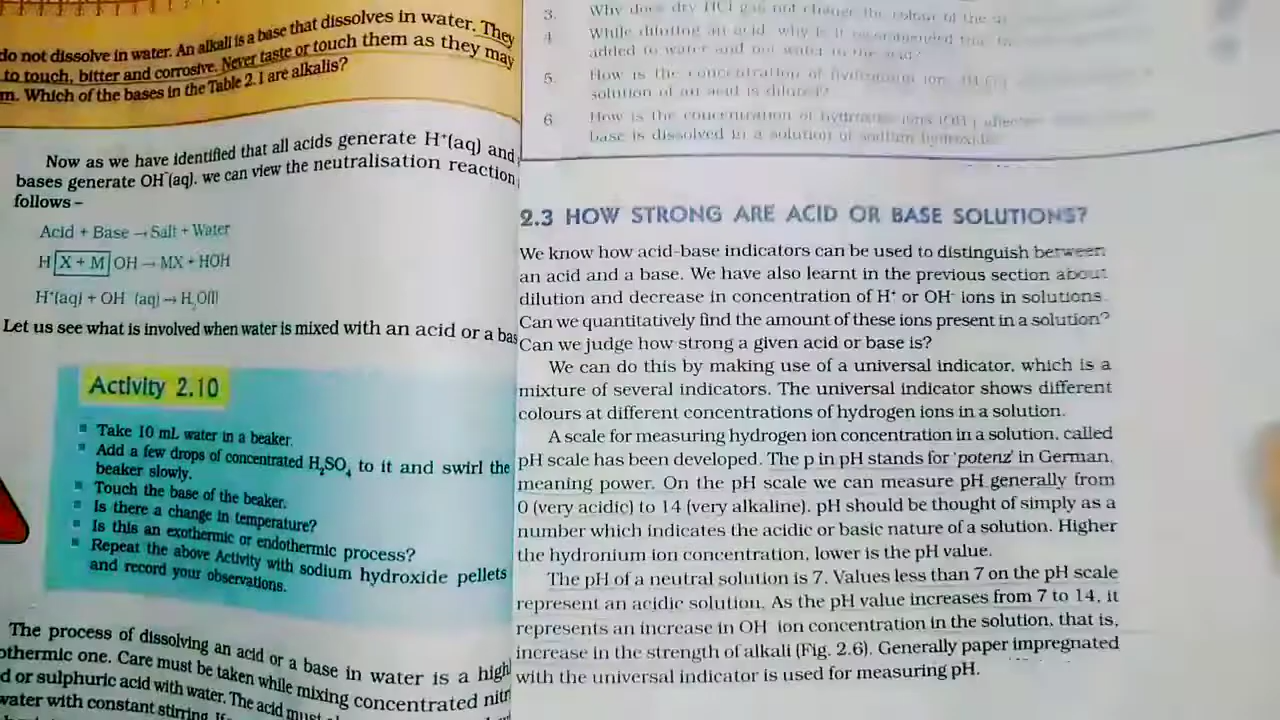 do not dissolve in water. An alkali is a base that dissolves in water. They
to touch, bitter and corrosive. Never taste or touch them as they may
m. Which of the bases in the Table 2.1 are alkalis?
Now as we have identified that all acids generate H⁺(aq) and
bases generate OH⁻(aq), we can view the neutralisation reaction
follows –
Acid + Base → Salt + Water
H X + M OH → MX + HOH
H⁺(aq) + OH⁻(aq) → H₂O(l)
Let us see what is involved when water is mixed with an acid or a bas
Activity 2.10
Take 10 mL water in a beaker.
Add a few drops of concentrated H₂SO₄ to it and swirl the
beaker slowly.
Touch the base of the beaker.
Is there a change in temperature?
Is this an exothermic or endothermic process?
Repeat the above Activity with sodium hydroxide pellets
and record your observations.
The process of dissolving an acid or a base in water is a high
othermic one. Care must be taken while mixing concentrated nitr
d or sulphuric acid with water. The acid must
water with constant stirring.
3. Why does dry HCl gas not change the colour of the
4. While diluting an acid, why is it recommended that
added to water and not water to the acid?
5. How is the concentration of hydronium ions
solution of an acid is diluted?
6. How is the concentration of hydroxide ions (OH⁻)
base is dissolved in a solution of sodium hydroxide
2.3 HOW STRONG ARE ACID OR BASE SOLUTIONS?
We know how acid-base indicators can be used to distinguish between
an acid and a base. We have also learnt in the previous section about
dilution and decrease in concentration of H⁺ or OH⁻ ions in solutions.
Can we quantitatively find the amount of these ions present in a solution?
Can we judge how strong a given acid or base is?
We can do this by making use of a universal indicator, which is a
mixture of several indicators. The universal indicator shows different
colours at different concentrations of hydrogen ions in a solution.
A scale for measuring hydrogen ion concentration in a solution, called
pH scale has been developed. The p in pH stands for 'potenz' in German,
meaning power. On the pH scale we can measure pH generally from
0 (very acidic) to 14 (very alkaline). pH should be thought of simply as a
number which indicates the acidic or basic nature of a solution. Higher
the hydronium ion concentration, lower is the pH value.
The pH of a neutral solution is 7. Values less than 7 on the pH scale
represent an acidic solution. As the pH value increases from 7 to 14, it
represents an increase in OH⁻ ion concentration in the solution, that is,
increase in the strength of alkali (Fig. 2.6). Generally paper impregnated
with the universal indicator is used for measuring pH.